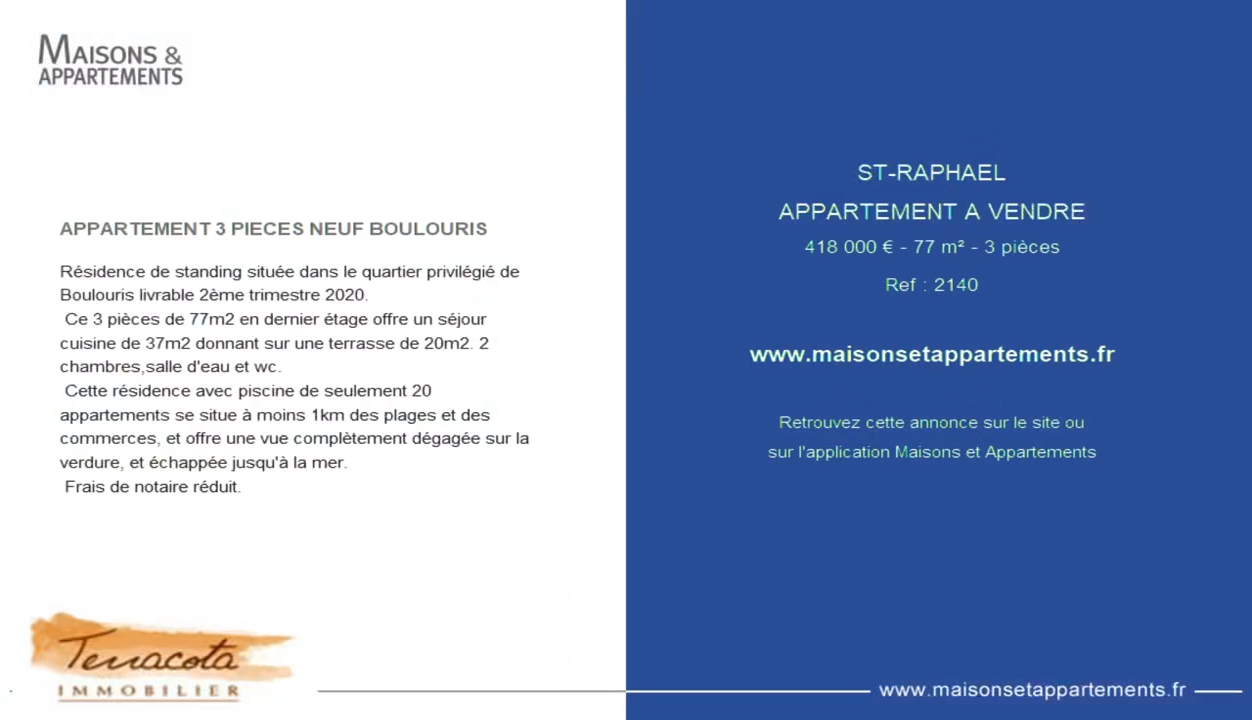 MAISONS &
APPARTEMENTS
APPARTEMENT 3 PIECES NEUF BOULOURIS
Résidence de standing située dans le quartier privilégié de
Boulouris livrable 2ème trimestre 2020.
Ce 3 pièces de 77m2 en dernier étage offre un séjour
cuisine de 37m2 donnant sur une terrasse de 20m2. 2
chambres,salle d'eau et wc.
Cette résidence avec piscine de seulement 20
appartements se situe à moins 1km des plages et des
commerces, et offre une vue complètement dégagée sur la
verdure, et échappée jusqu'à la mer.
Frais de notaire réduit.
Terracota
IMMOBILIER
ST-RAPHAEL
APPARTEMENT A VENDRE
418 000 € - 77 m² - 3 pièces
Ref : 2140
www.maisonsetappartements.fr
Retrouvez cette annonce sur le site ou
sur l'application Maisons et Appartements
www.maisonsetappartements.fr